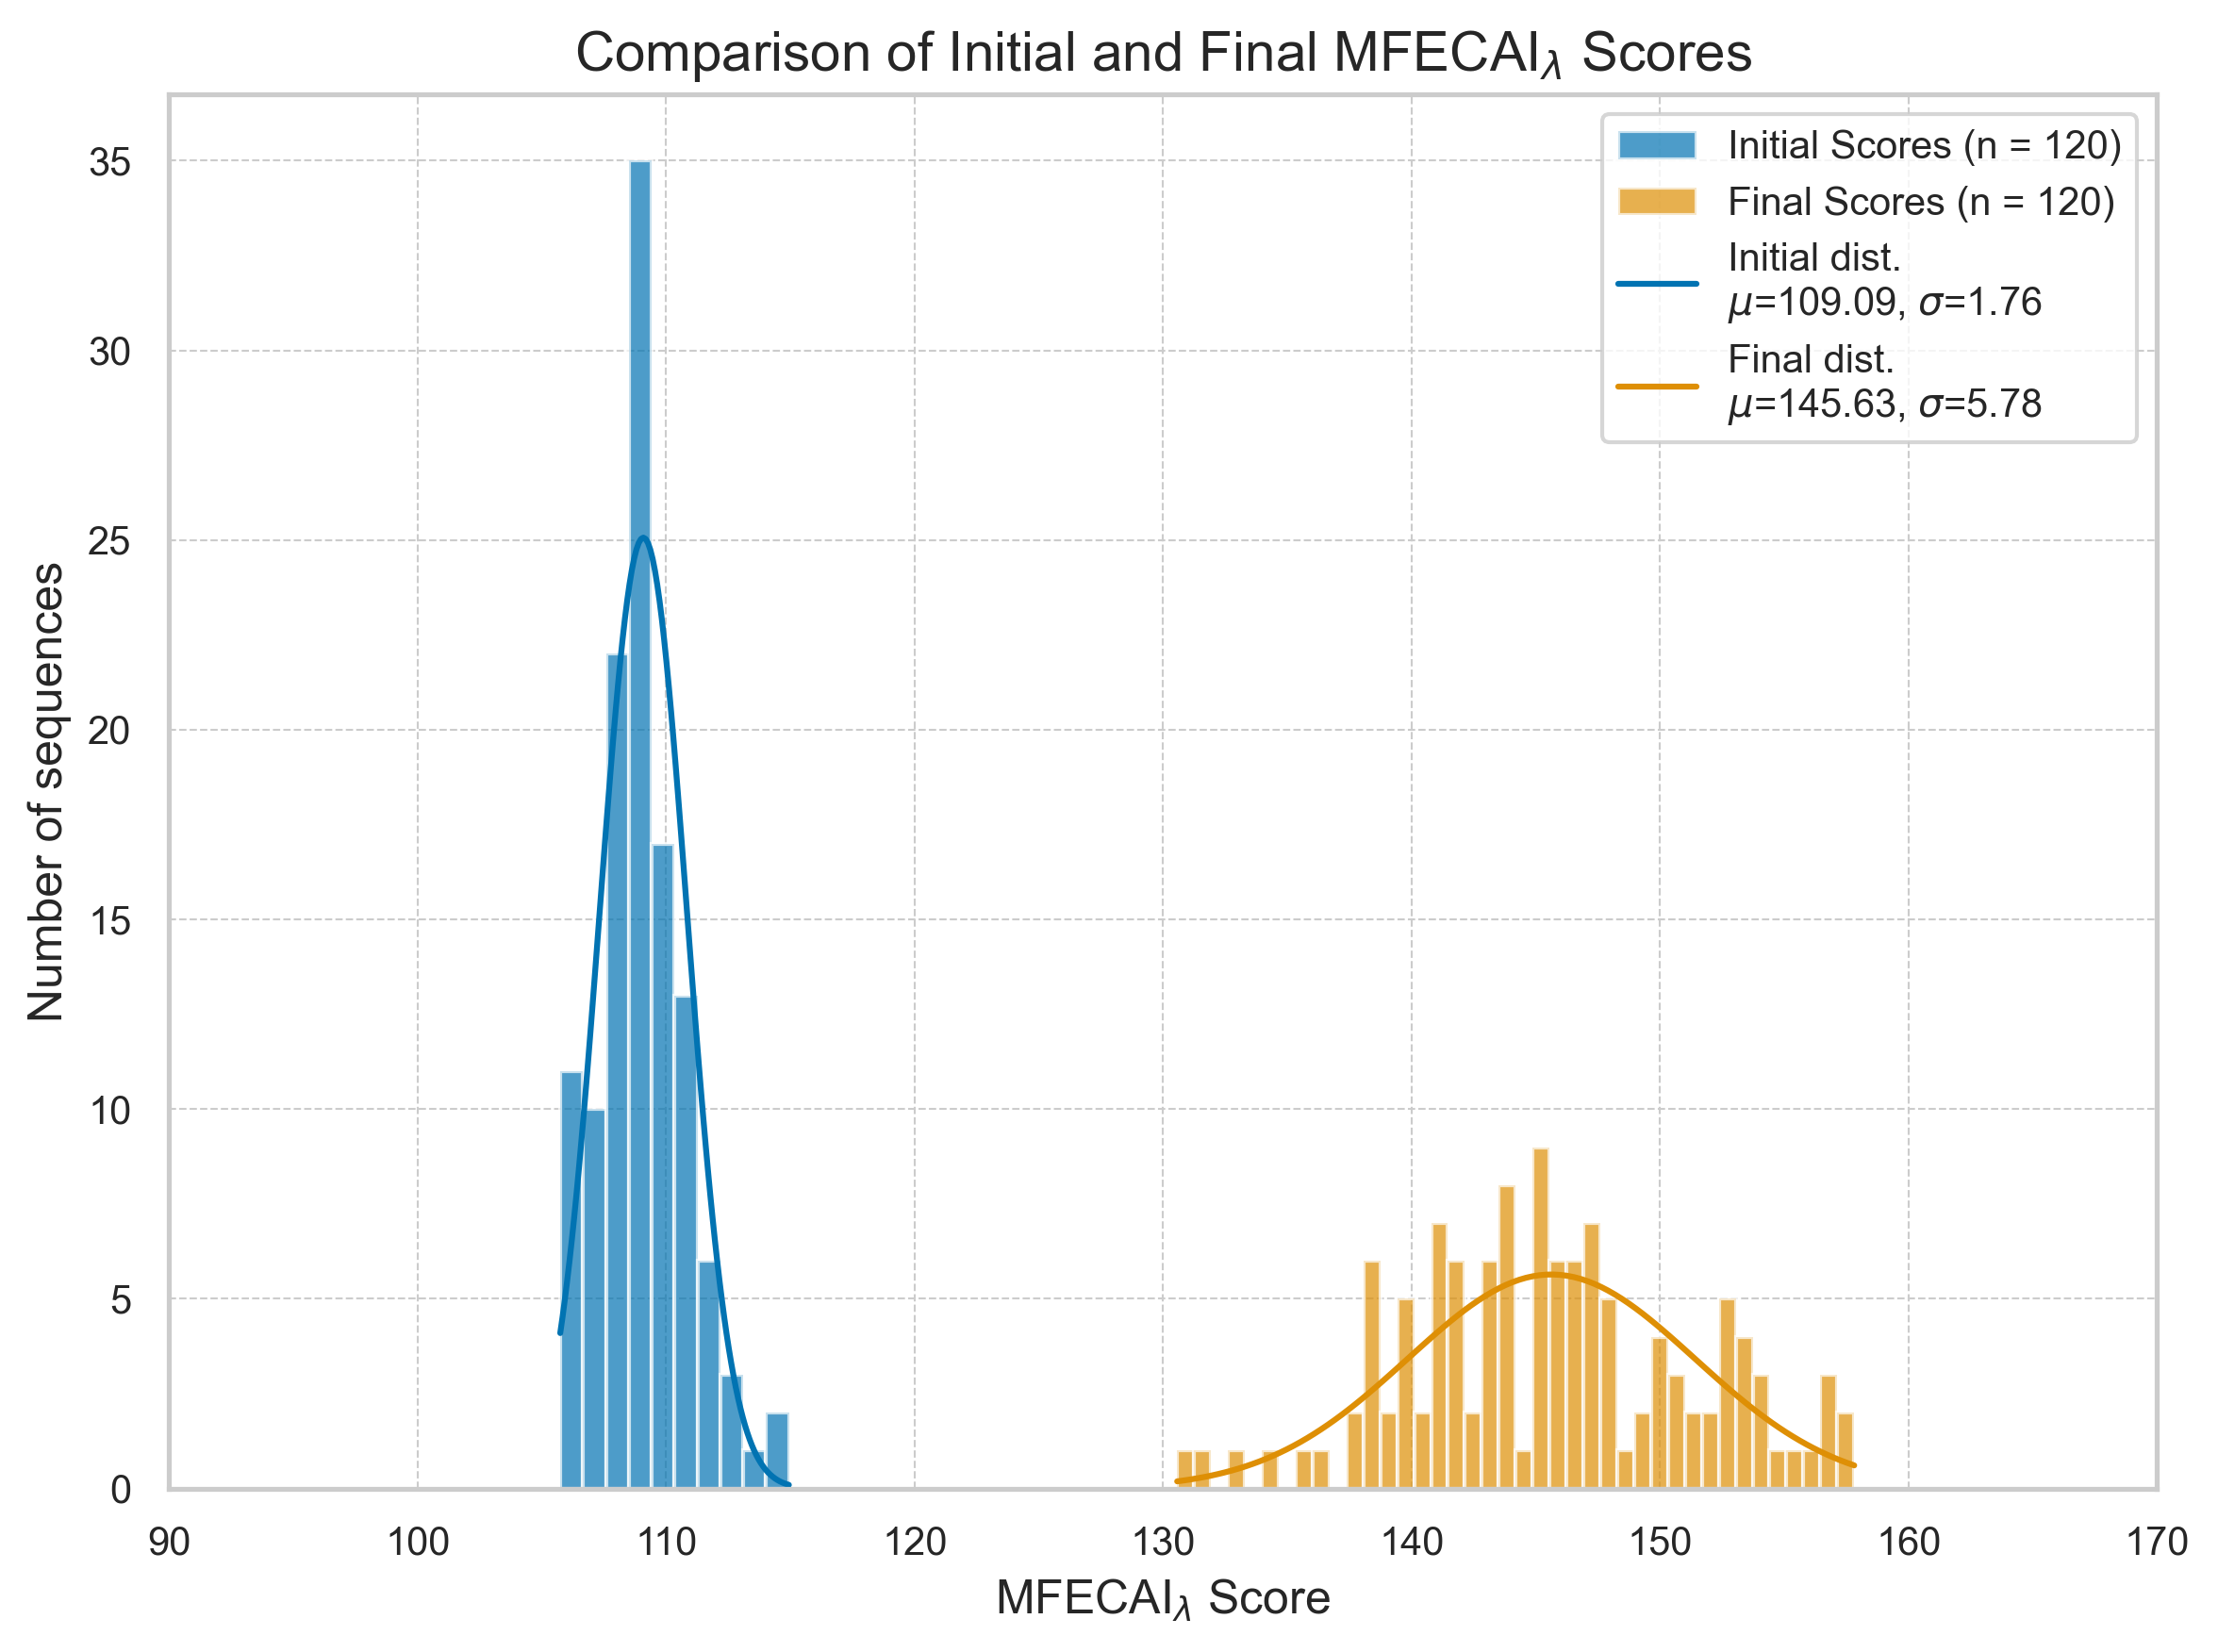 Comparison of Initial and Final MFECAIλ Scores
Initial Scores (n = 120)
Final Scores (n = 120)
Initial dist.
μ=109.09, σ=1.76
Final dist.
μ=145.63, σ=5.78
Number of sequences
35
30
25
20
15
10
5
0
90 100 110 120 130 140 150 160 170
MFECAIλ Score